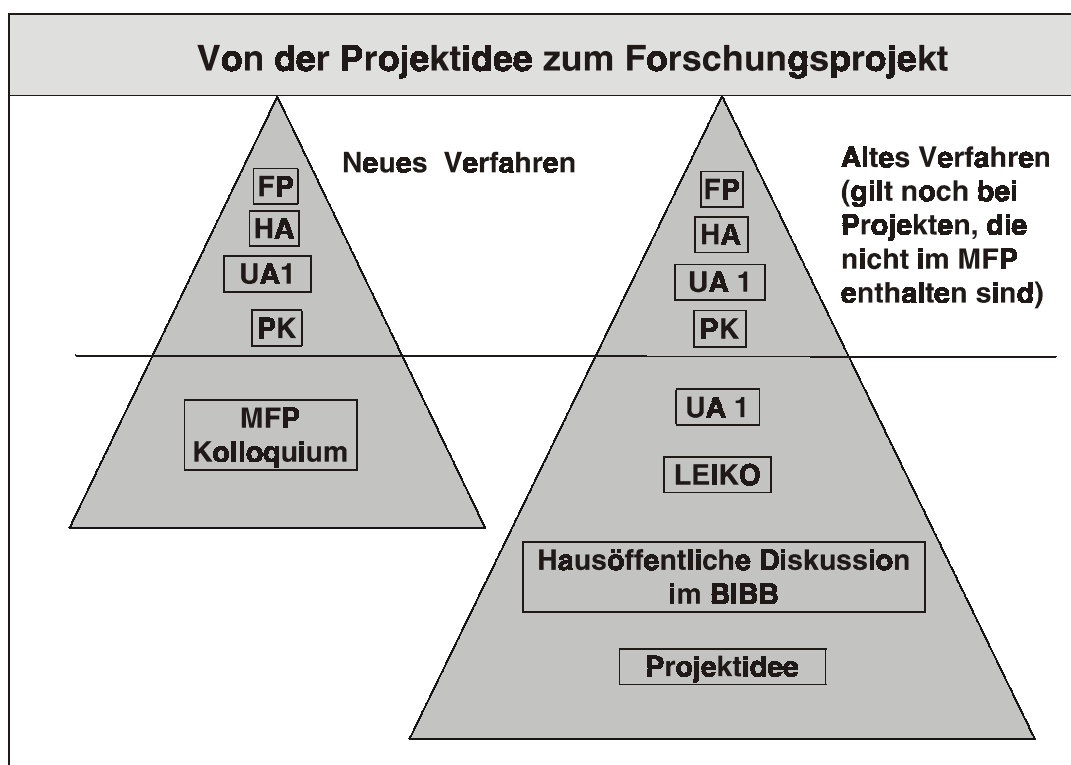 Von der Projektidee zum Forschungsprojekt
Neues Verfahren
FP
HA
UA1
PK
MFP
Kolloquium
Altes Verfahren
(gilt noch bei
Projekten, die
nicht im MFP
enthalten sind)
FP
HA
UA 1
PK
UA 1
LEIKO
Hausöffentliche Diskussion
im BIBB
Projektidee